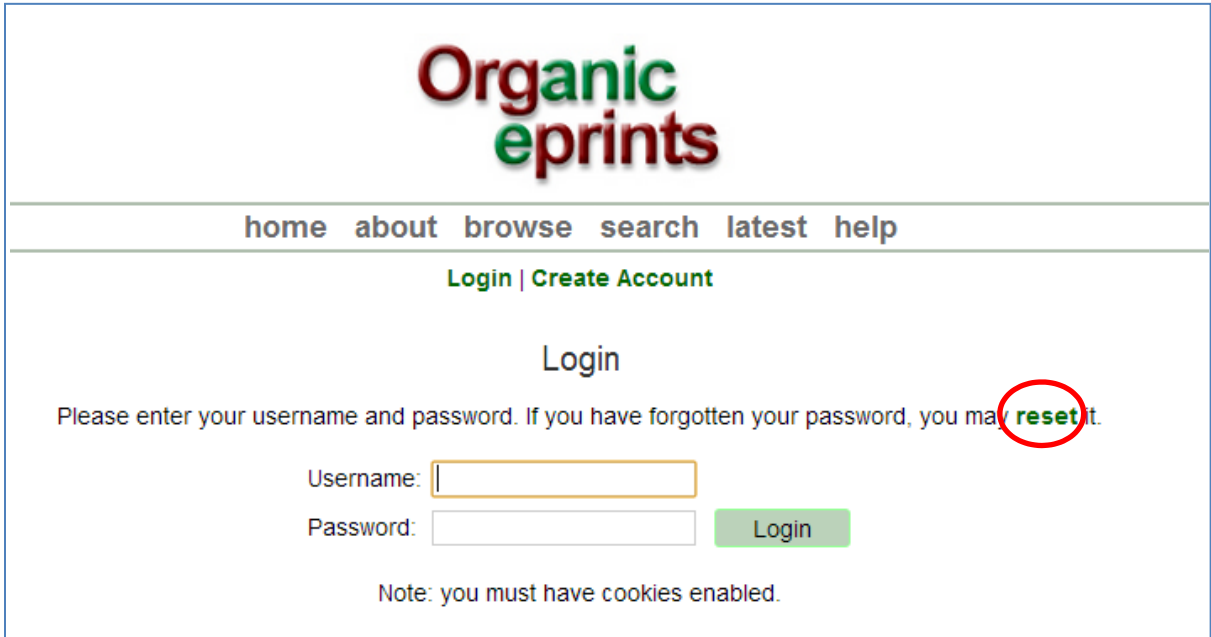 Organic
eprints
home about browse search latest help
Login | Create Account
Login
Please enter your username and password. If you have forgotten your password, you may reset it.
Username:
Password:
Login
Note: you must have cookies enabled.